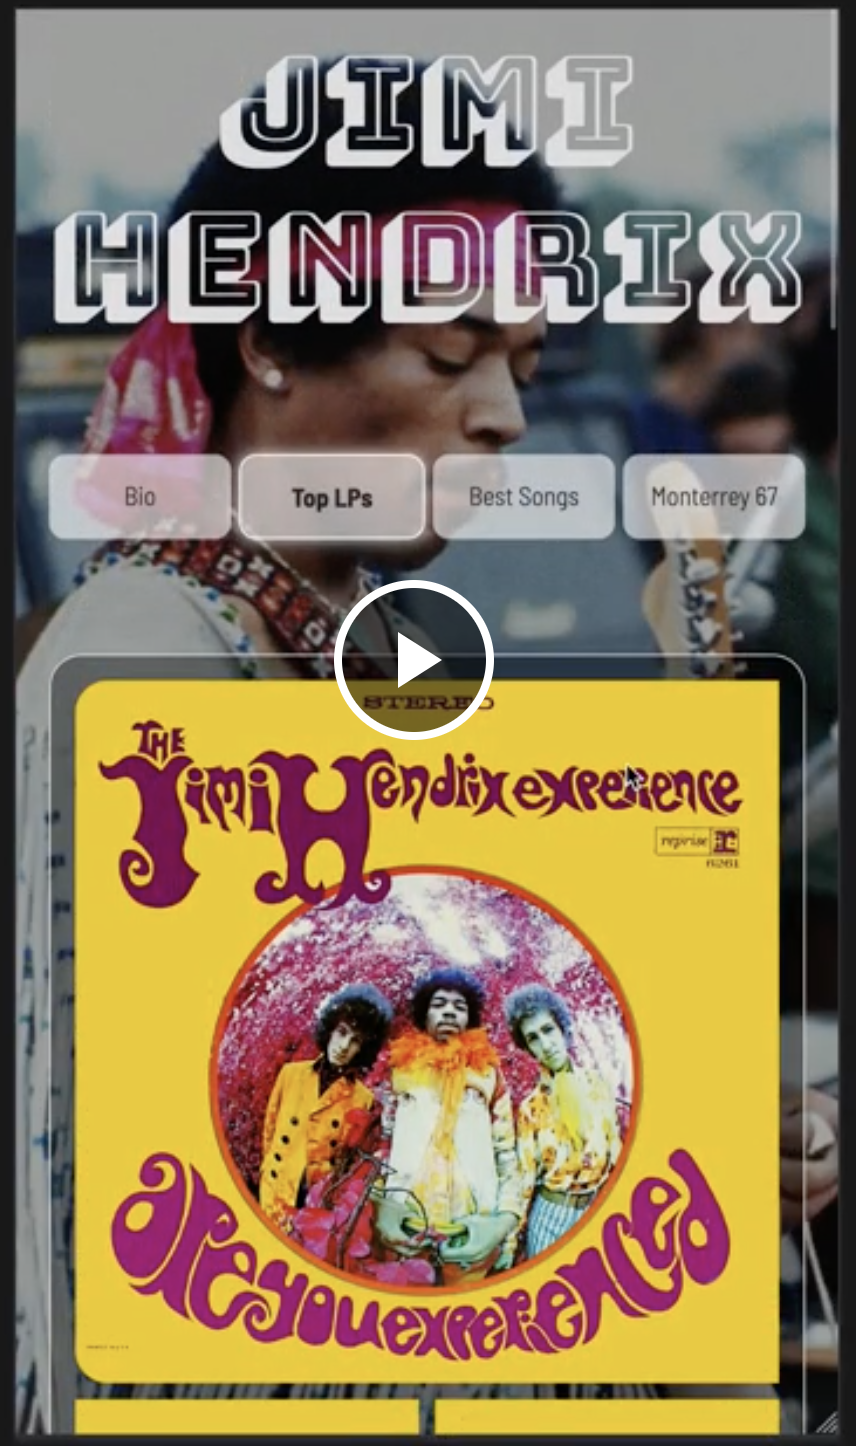 JIMI
HENDRIX
Bio
Top LPs
Best Songs
Monterrey 67
STEREO
THE
Jimi Hendrix experience
reprise
6261
are you experienced